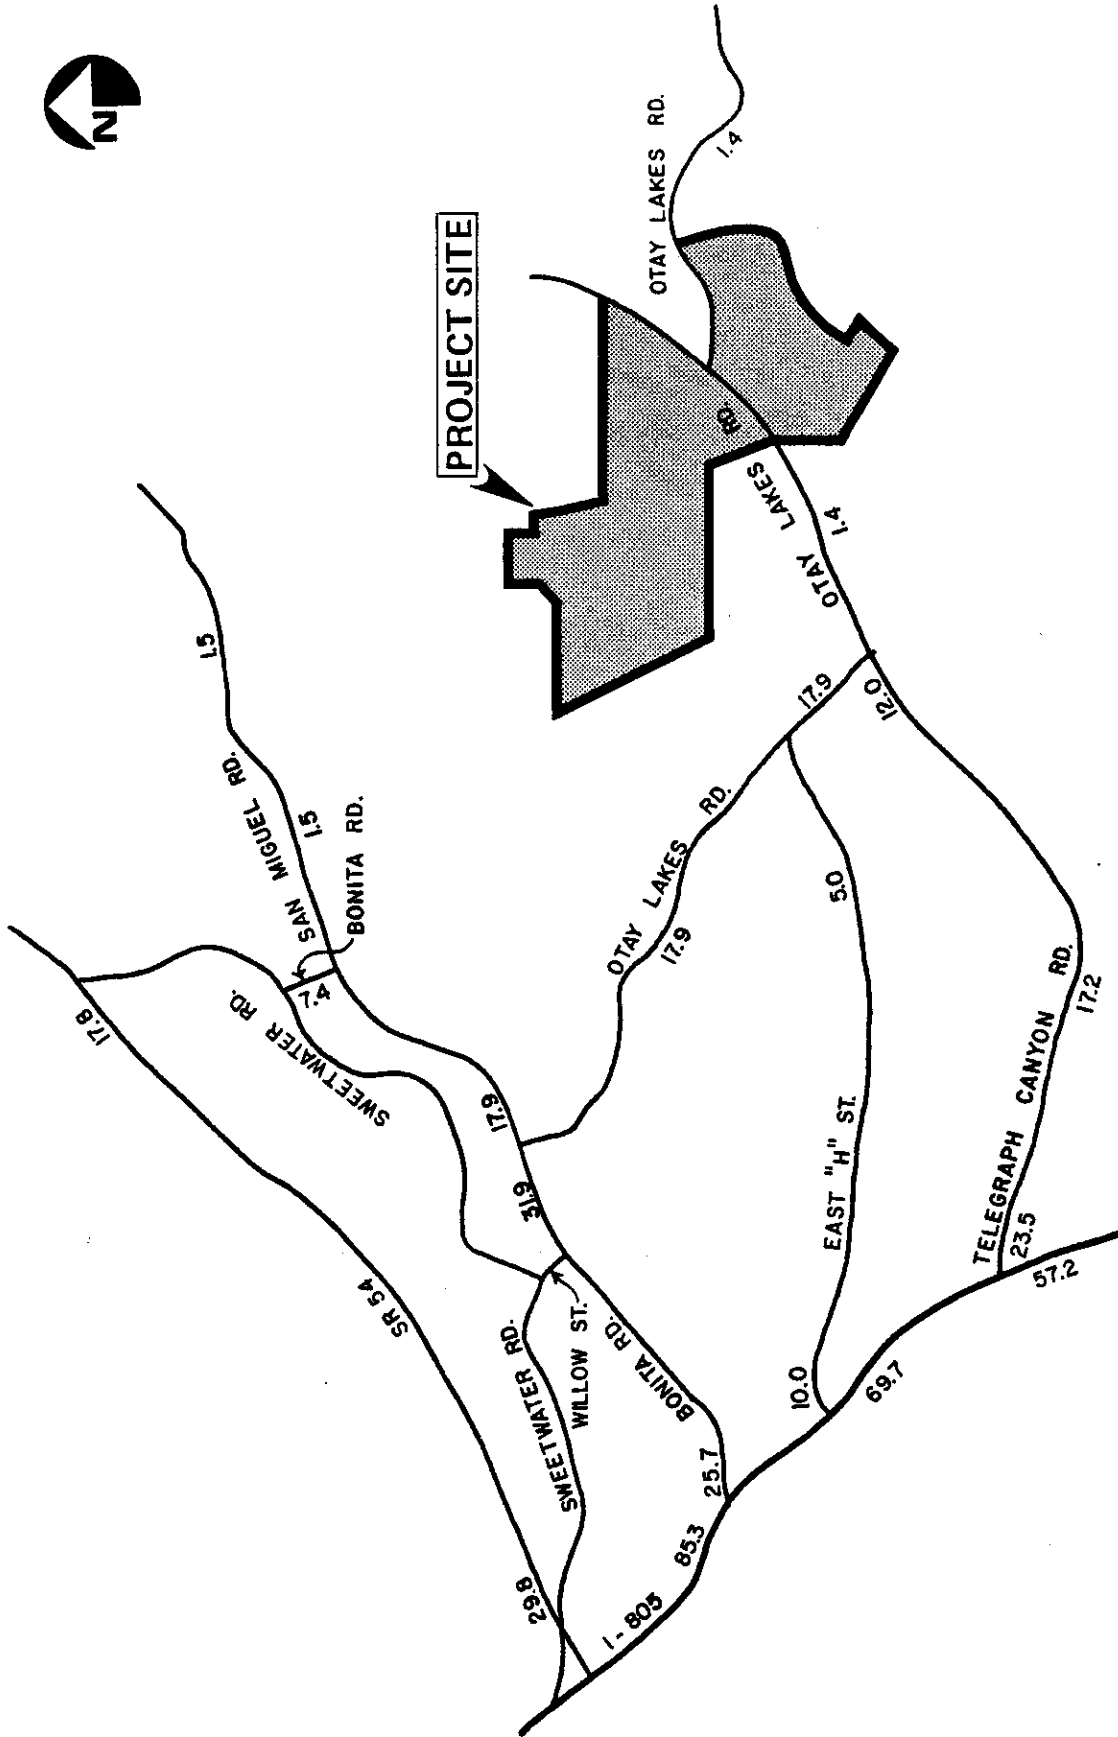 N
PROJECT SITE
OTAY LAKES RD.
1.4
OTAY LAKES RD.
1.4
1.5
SAN MIGUEL RD.
1.5
BONITA RD.
7.4
17.8
SWEETWATER RD.
SR 54
29.8
17.9
31.9
SWEETWATER RD.
WILLOW ST.
BONITA RD.
25.7
85.3
I-805
OTAY LAKES RD.
17.9
17.9
12.0
5.0
EAST "H" ST.
10.0
69.7
TELEGRAPH CANYON RD.
17.2
23.5
57.2